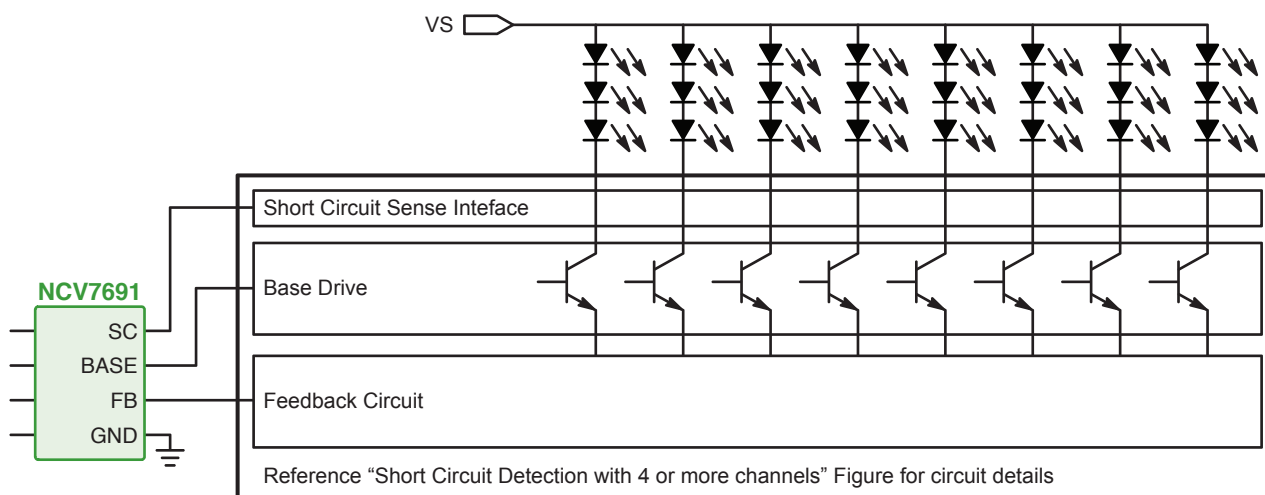 VS
Short Circuit Sense Inteface
Base Drive
NCV7691
SC
BASE
FB
GND
Feedback Circuit
Reference “Short Circuit Detection with 4 or more channels” Figure for circuit details